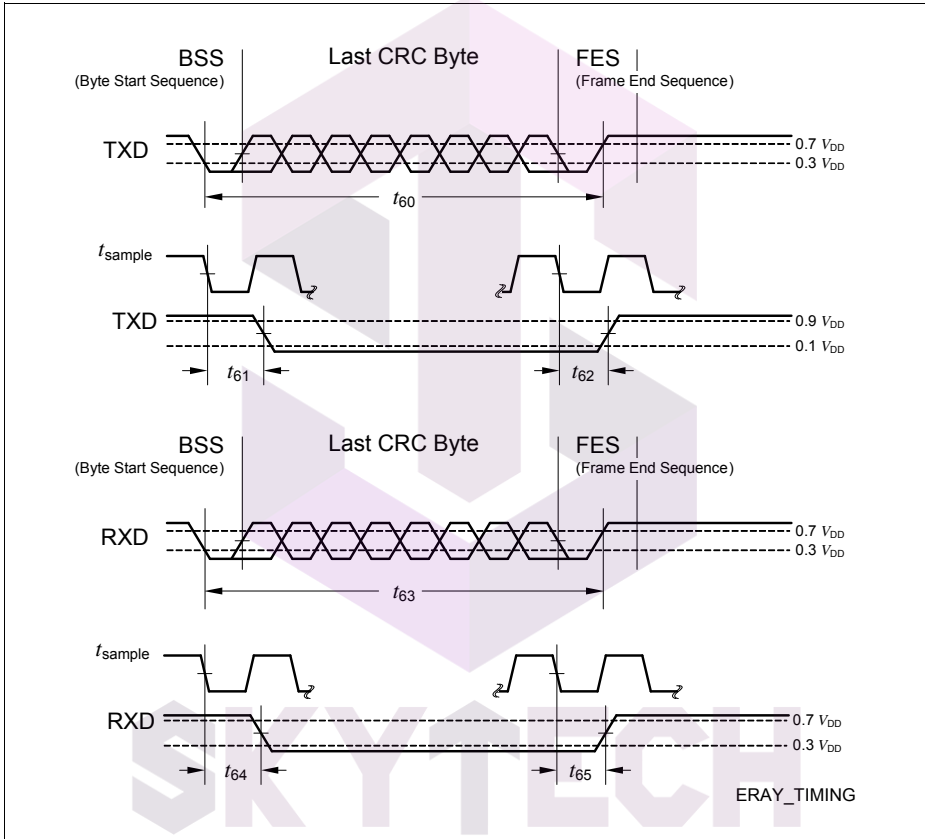 BSS Last CRC Byte FES
(Byte Start Sequence) (Frame End Sequence)
TXD
0.7 VDD
0.3 VDD
t60
tsample
TXD
0.9 VDD
0.1 VDD
t61 t62
BSS Last CRC Byte FES
(Byte Start Sequence) (Frame End Sequence)
RXD
0.7 VDD
0.3 VDD
t63
tsample
RXD
0.7 VDD
0.3 VDD
t64 t65
ERAY_TIMING
SKYTECH